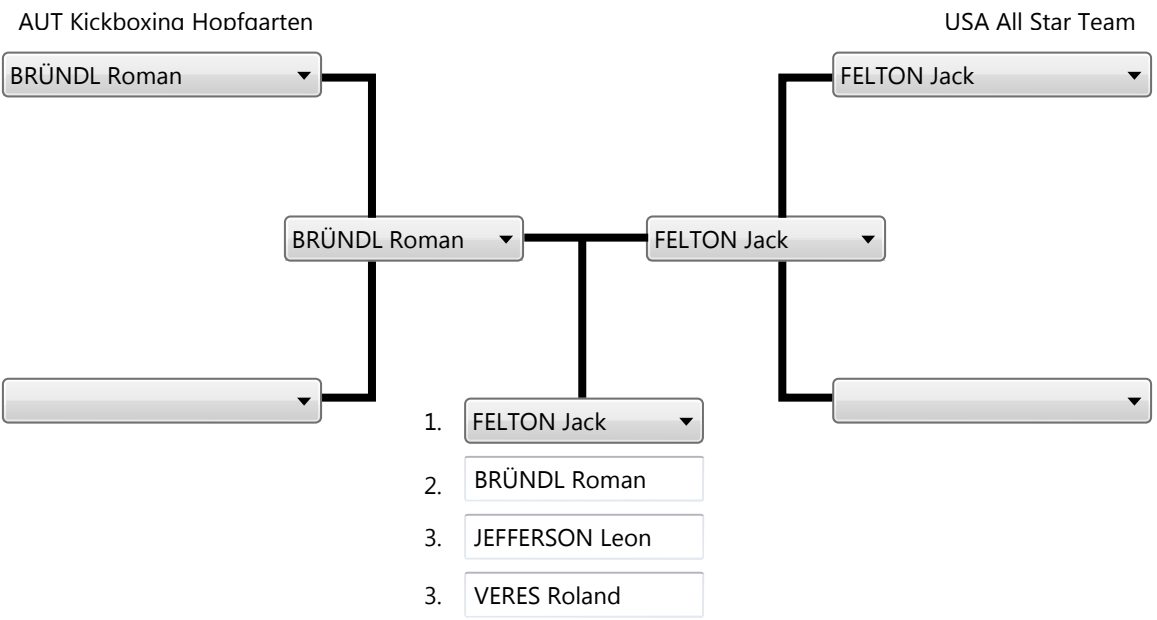 AUT Kickboxing Hopfgarten
USA All Star Team
BRÜNDL Roman
FELTON Jack
BRÜNDL Roman
FELTON Jack
1. FELTON Jack
2. BRÜNDL Roman
3. JEFFERSON Leon
3. VERES Roland